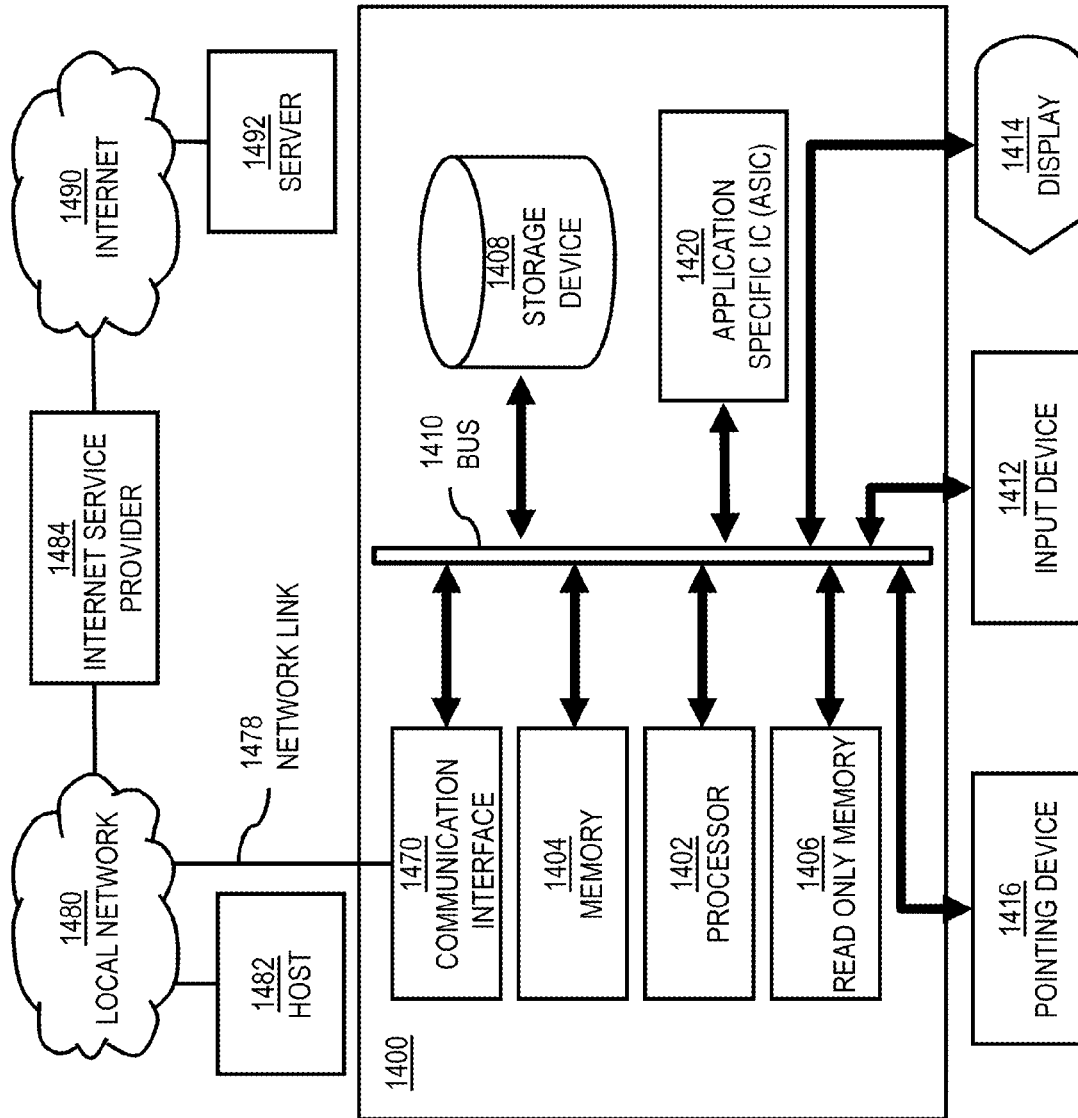 1480
LOCAL NETWORK
1484
INTERNET SERVICE
PROVIDER
1490
INTERNET
1482
HOST
1478
NETWORK LINK
1492
SERVER
1400
1470
COMMUNICATION
INTERFACE
1404
MEMORY
1402
PROCESSOR
1406
READ ONLY MEMORY
1410
BUS
1408
STORAGE
DEVICE
1420
APPLICATION
SPECIFIC IC (ASIC)
1416
POINTING DEVICE
1412
INPUT DEVICE
1414
DISPLAY